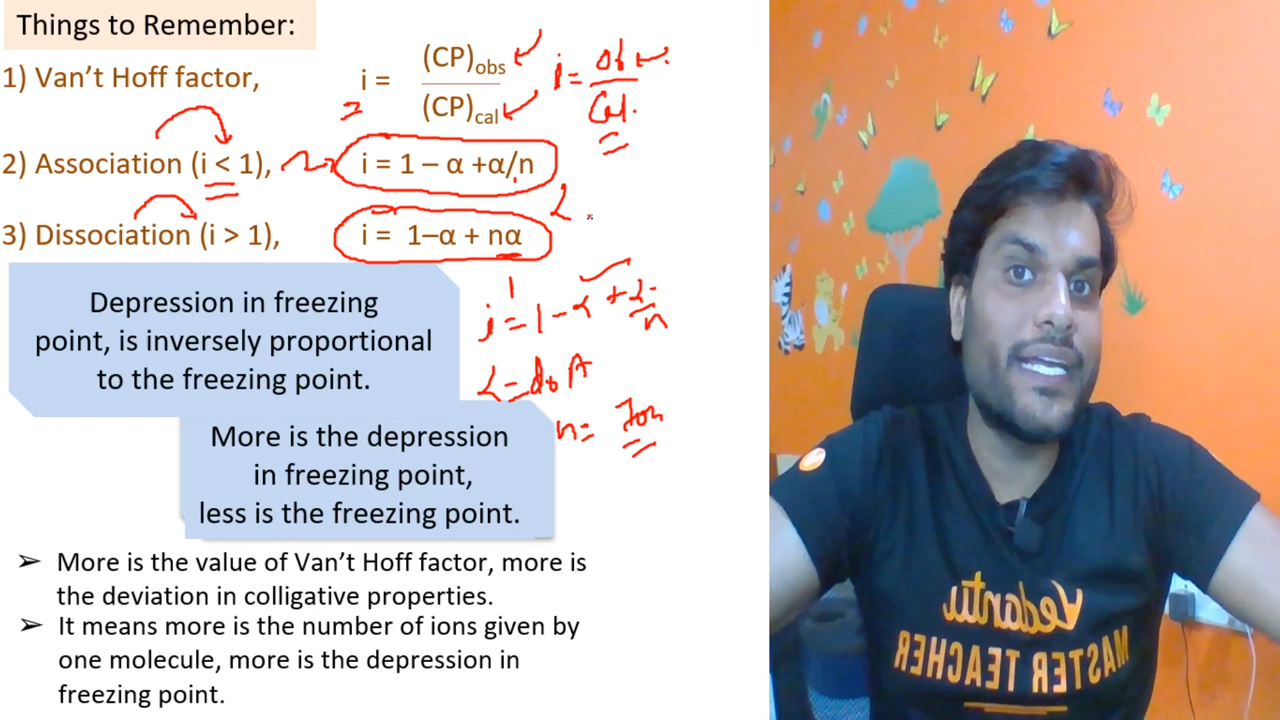 Things to Remember:
1) Van't Hoff factor, i = (CP)obs / (CP)cal
i = Ob / Cal.
2) Association (i < 1), i = 1 – α +α/n
3) Dissociation (i > 1), i = 1–α + nα
Depression in freezing
point, is inversely proportional
to the freezing point.
i = 1 - α + α/n
α = do A
n = Ion
More is the depression
in freezing point,
less is the freezing point.
➢ More is the value of Van't Hoff factor, more is
the deviation in colligative properties.
➢ It means more is the number of ions given by
one molecule, more is the depression in
freezing point.
Vedantu
MASTER TEACHER